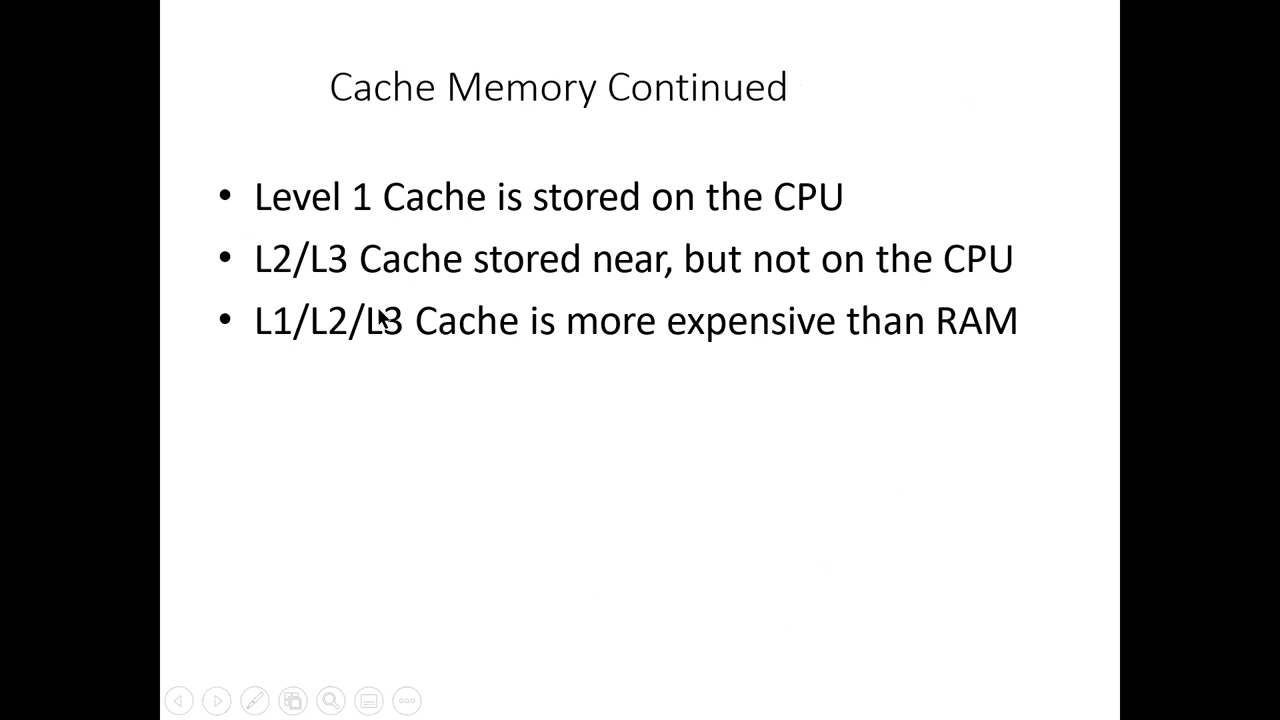 Cache Memory Continued
• Level 1 Cache is stored on the CPU
• L2/L3 Cache stored near, but not on the CPU
• L1/L2/L3 Cache is more expensive than RAM